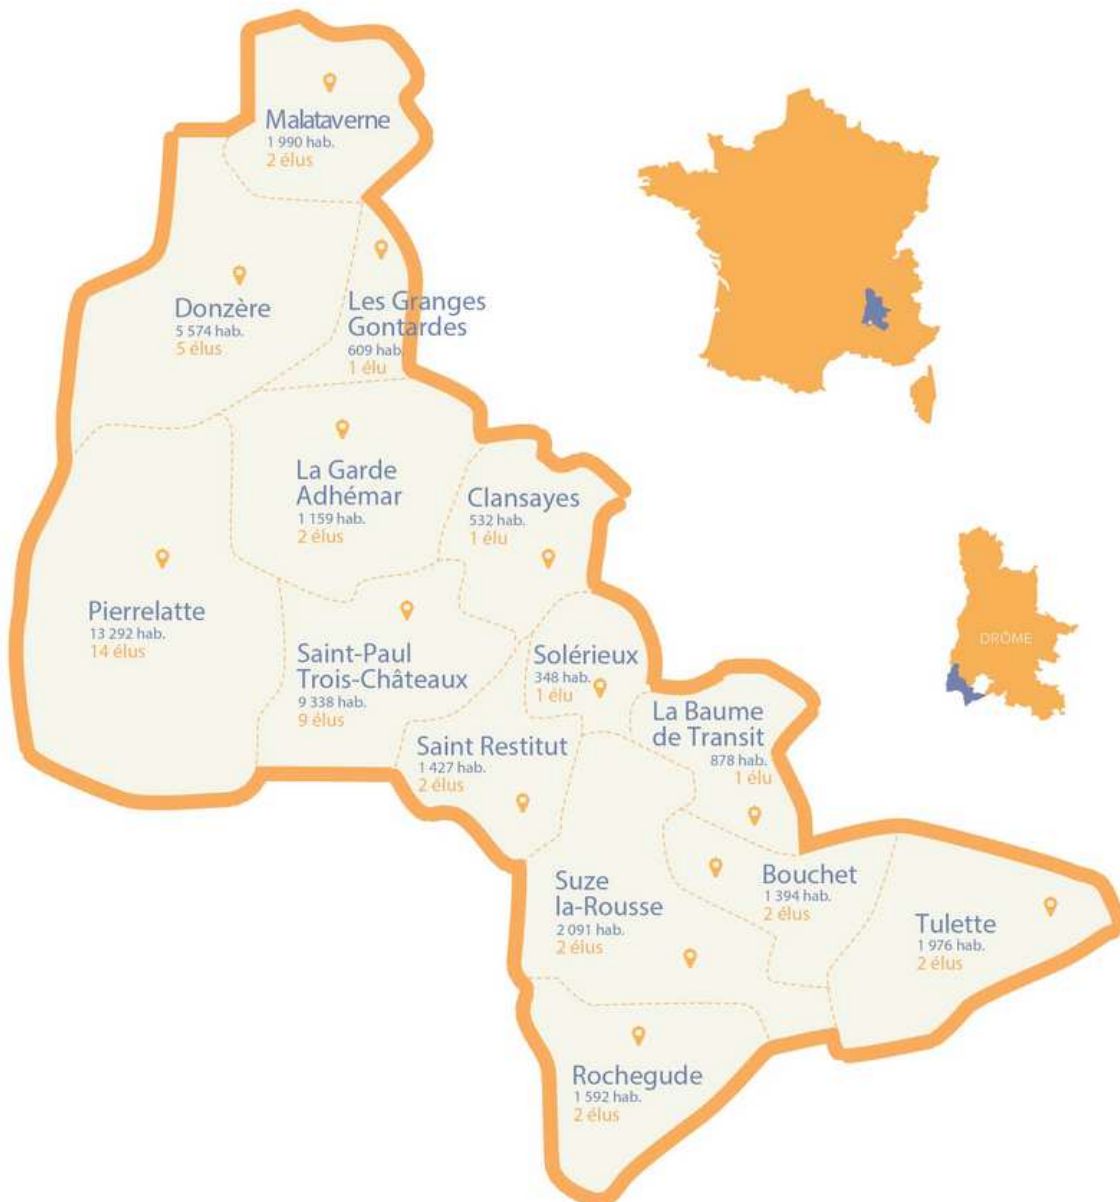 Malataverne
1 990 hab.
2 élus
Donzère
5 574 hab.
5 élus
Les Granges
Gontardes
609 hab.
1 élu
La Garde
Adhémar
1 159 hab.
2 élus
Clansayes
532 hab.
1 élu
Pierrelatte
13 292 hab.
14 élus
Saint-Paul
Trois-Châteaux
9 338 hab.
9 élus
Solérieux
348 hab.
1 élu
La Baume
de Transit
878 hab.
1 élu
Saint Restitut
1 427 hab.
2 élus
Suze
la-Rousse
2 091 hab.
2 élus
Bouchet
1 394 hab.
2 élus
Tulette
1 976 hab.
2 élus
Rochegude
1 592 hab.
2 élus
DRÔME